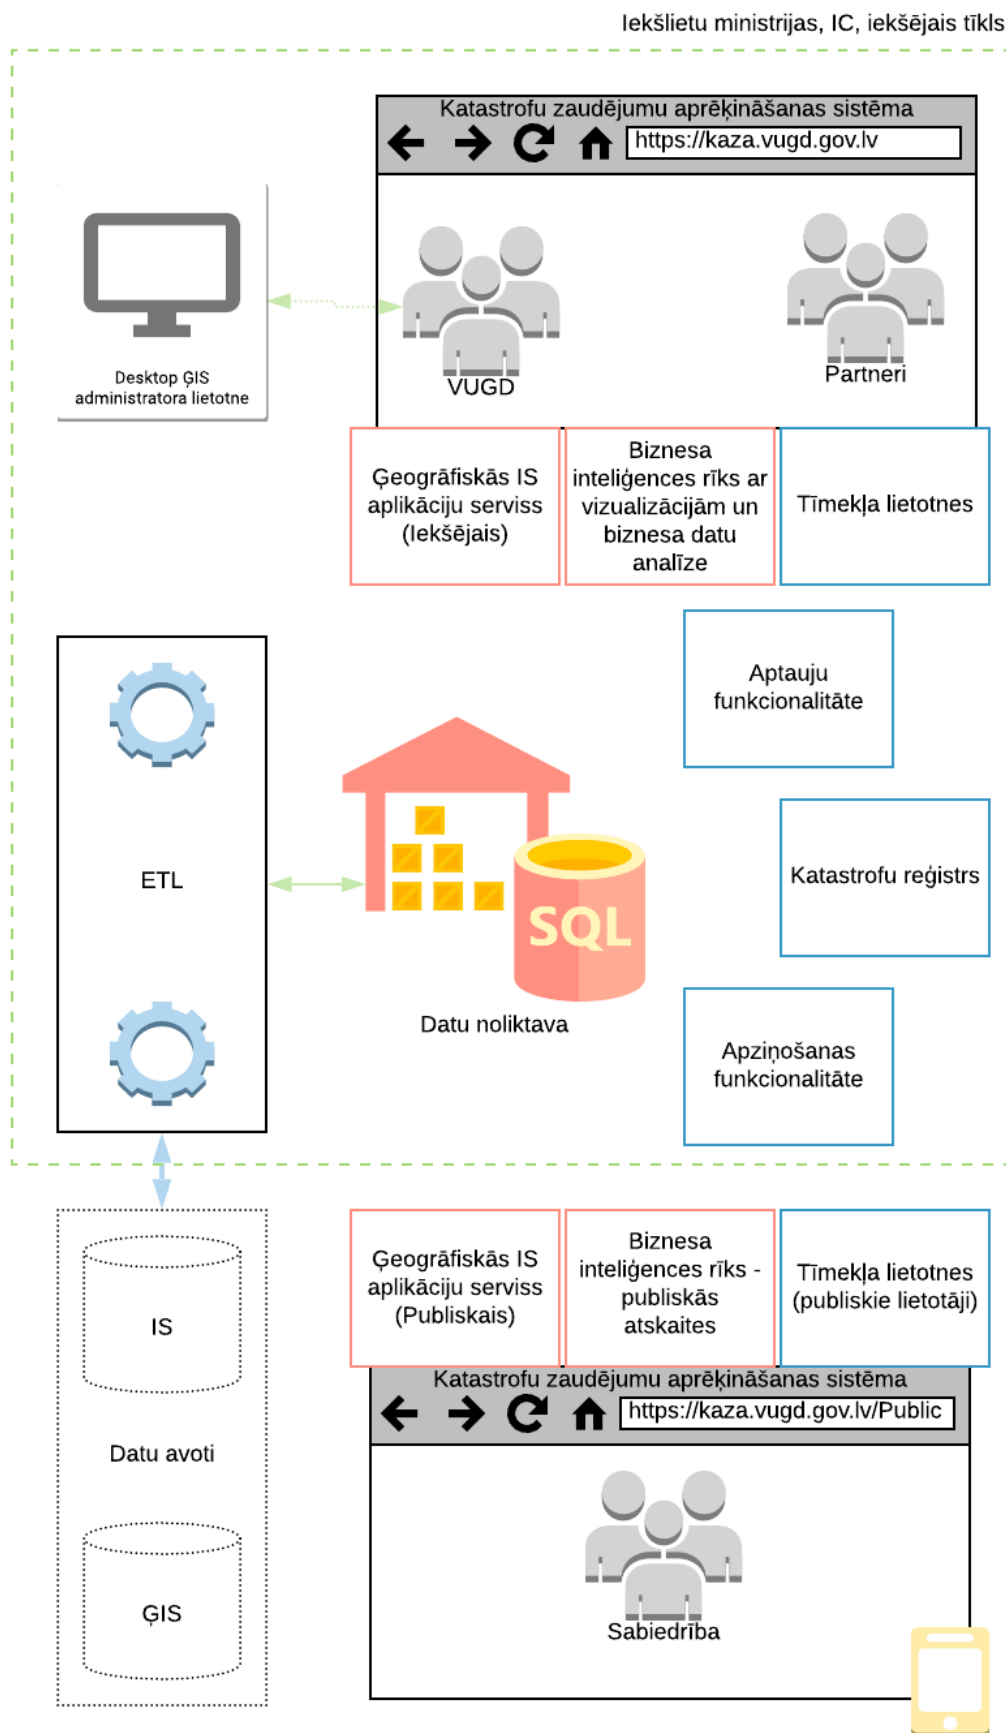 Iekšlietu ministrijas, IC, iekšējais tīkls
Katastrofu zaudējumu aprēķināšanas sistēma
https://kaza.vugd.gov.lv
Desktop ĢIS
administratora lietotne
VUGD
Partneri
Ģeogrāfiskās IS
aplikāciju serviss
(Iekšējais)
Biznesa
inteliģences rīks ar
vizualizācijām un
biznesa datu
analīze
Tīmekļa lietotnes
Aptauju
funkcionalitāte
ETL
SQL
Katastrofu reģistrs
Datu noliktava
Apziņošanas
funkcionalitāte
Ģeogrāfiskās IS
aplikāciju serviss
(Publiskais)
Biznesa
inteliģences rīks -
publiskās
atskaites
Tīmekļa lietotnes
(publiskie lietotāji)
IS
Datu avoti
ĢIS
Katastrofu zaudējumu aprēķināšanas sistēma
https://kaza.vugd.gov.lv/Public
Sabiedrība